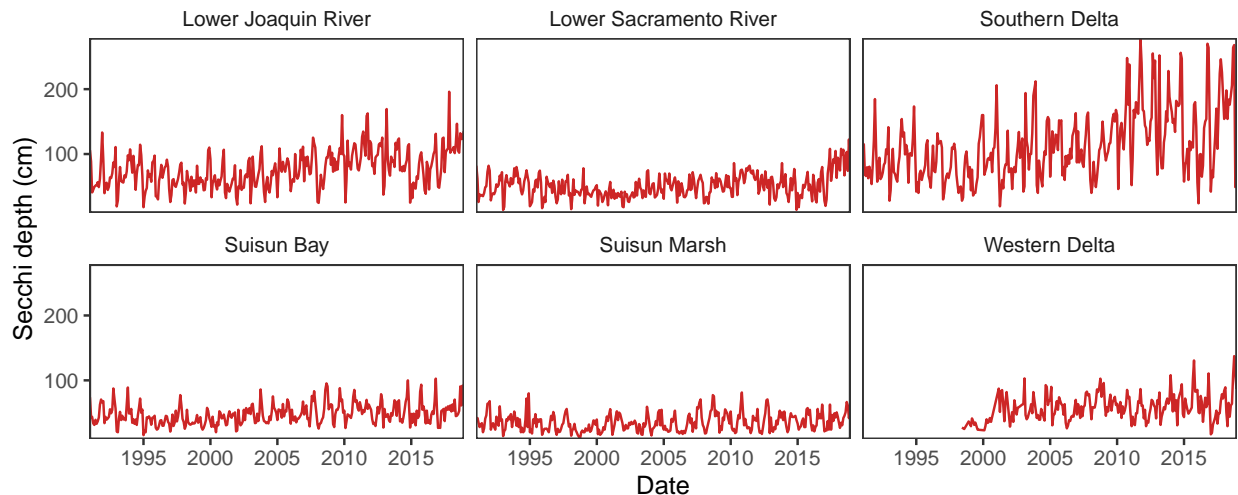 Lower Joaquin River
Lower Sacramento River
Southern Delta
200
100
Suisun Bay
Suisun Marsh
Western Delta
200
100
Secchi depth (cm)
1995 2000 2005 2010 2015
1995 2000 2005 2010 2015
1995 2000 2005 2010 2015
Date